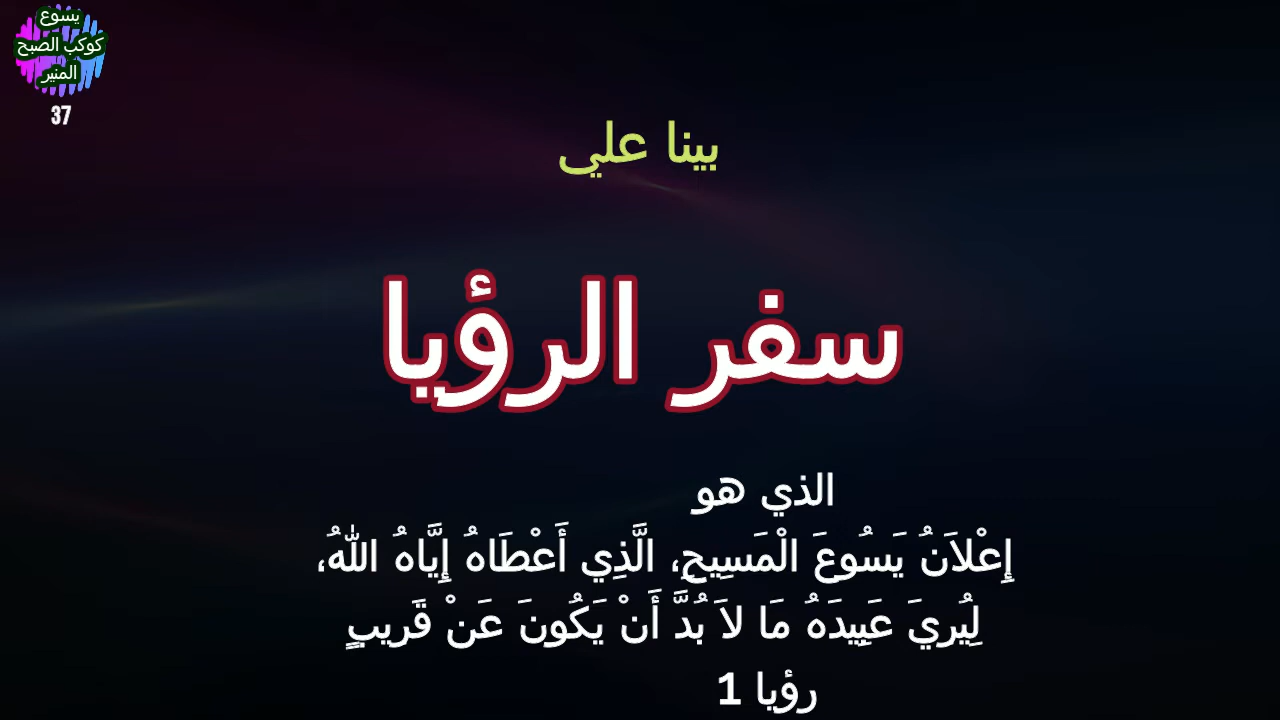 يسوع
كوكب الصبح
المنير
37
بينا علي
سفر الرؤيا
الذي هو
إِعْلاَنُ يَسُوعَ الْمَسِيحِ، الَّذِي أَعْطَاهُ إِيَّاهُ اللهُ،
لِيُرِيَ عَبِيدَهُ مَا لاَ بُدَّ أَنْ يَكُونَ عَنْ قَرِيبٍ
رؤيا 1